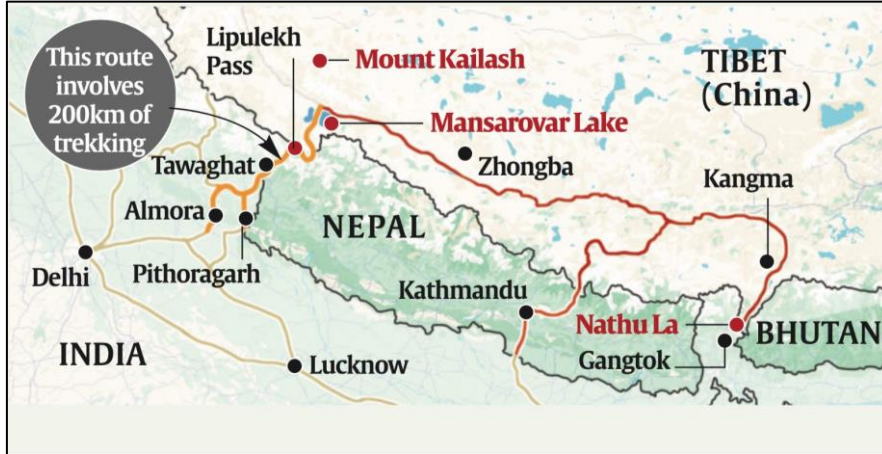 This route
involves
200km of
trekking
Lipulekh
Pass
Mount Kailash
TIBET
(China)
Mansarovar Lake
Tawaghat
Zhongba
Kangma
Almora
NEPAL
Delhi
Pithoragarh
Kathmandu
Nathu La
BHUTAN
INDIA
Lucknow
Gangtok